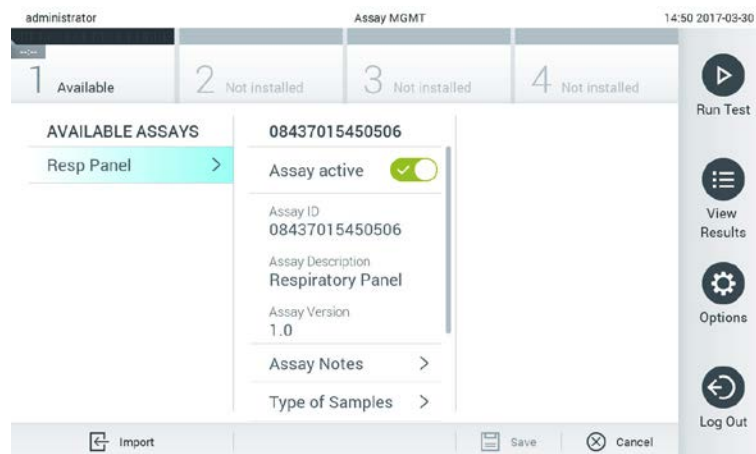 administrator Assay MGMT 14:50 2017-03-30
--:--
1 Available 2 Not installed 3 Not installed 4 Not installed
Run Test
AVAILABLE ASSAYS 08437015450506
Resp Panel > Assay active
View
Results
Assay ID
08437015450506
Assay Description
Respiratory Panel
Options
Assay Version
1.0
Assay Notes >
Type of Samples >
Log Out
Import Save Cancel